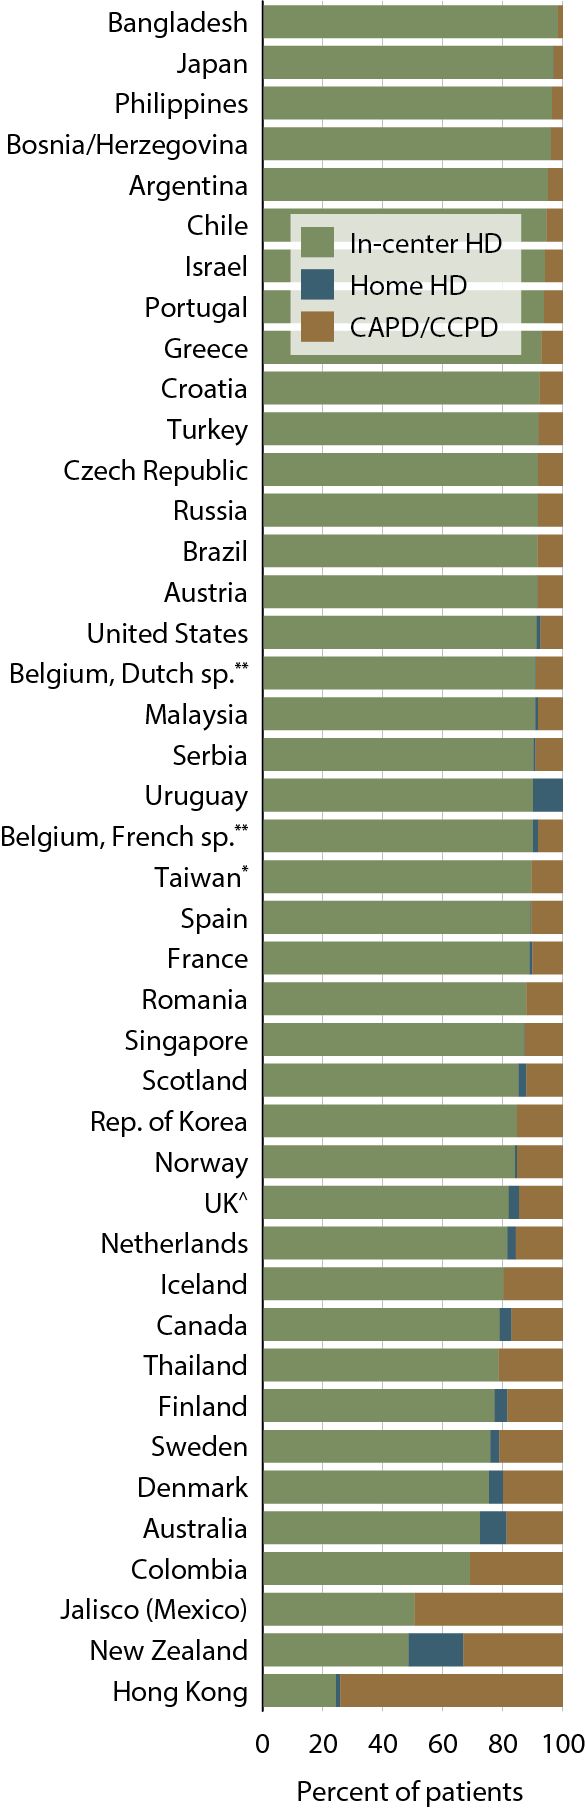 Bangladesh
Japan
Philippines
Bosnia/Herzegovina
Argentina
Chile
Israel
Portugal
Greece
In-center HD
Home HD
CAPD/CCPD
Croatia
Turkey
Czech Republic
Russia
Brazil
Austria
United States
Belgium, Dutch sp.**
Malaysia
Serbia
Uruguay
Belgium, French sp.**
Taiwan*
Spain
France
Romania
Singapore
Scotland
Rep. of Korea
Norway
UK^
Netherlands
Iceland
Canada
Thailand
Finland
Sweden
Denmark
Australia
Colombia
Jalisco (Mexico)
New Zealand
Hong Kong
0 20 40 60 80 100
Percent of patients